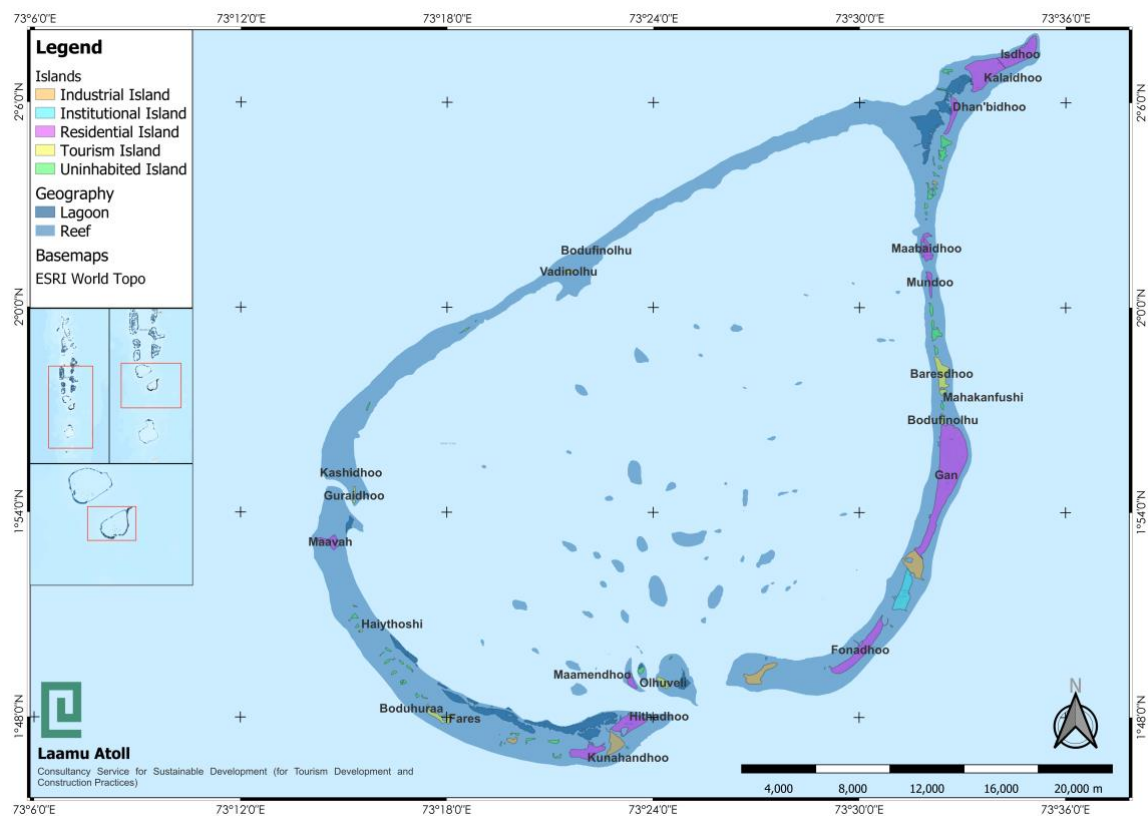 73°6'0"E 73°12'0"E 73°18'0"E 73°24'0"E 73°30'0"E 73°36'0"E
Legend
Islands
Industrial Island
Institutional Island
Residential Island
Tourism Island
Uninhabited Island
Geography
Lagoon
Reef
Basemaps
ESRI World Topo
2°6'0"N
2°0'0"N
1°54'0"N
1°48'0"N
Isdhoo
Kalaidhoo
Dhan'bidhoo
Maabaidhoo
Bodufinolhu
Vadinolhu
Mundoo
Baresdhoo
Mahakanfushi
Bodufinolhu
Kashidhoo
Gan
Guraidhoo
Maavah
Haiythoshi
Fonadhoo
Maamendhoo
Olhuveli
Boduhuraa
Fares
Hithadhoo
Kunahandhoo
2°6'0"N
2°0'0"N
1°54'0"N
1°48'0"N
N
Laamu Atoll
Consultancy Service for Sustainable Development (for Tourism Development and
Construction Practices)
4,000 8,000 12,000 16,000 20,000 m
73°6'0"E 73°12'0"E 73°18'0"E 73°24'0"E 73°30'0"E 73°36'0"E